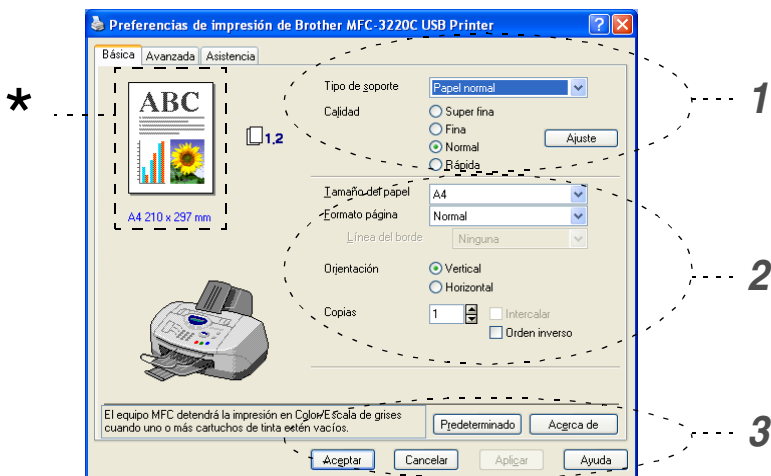 Preferencias de impresión de Brother MFC-3220C USB Printer
Básica Avanzada Asistencia
*
ABC
1,2
A4 210 x 297 mm
Tipo de soporte Papel normal
Calidad Super fina
Fina
Normal
Rápida
Ajuste
1
Tamaño del papel A4
Formato página Normal
Línea del borde Ninguna
Orientación Vertical
Horizontal
2
Copias 1 Intercalar
Orden inverso
El equipo MFC detendrá la impresión en Color/Escala de grises
cuando uno o más cartuchos de tinta estén vacíos.
Predeterminado Acerca de
3
Aceptar Cancelar Aplicar Ayuda